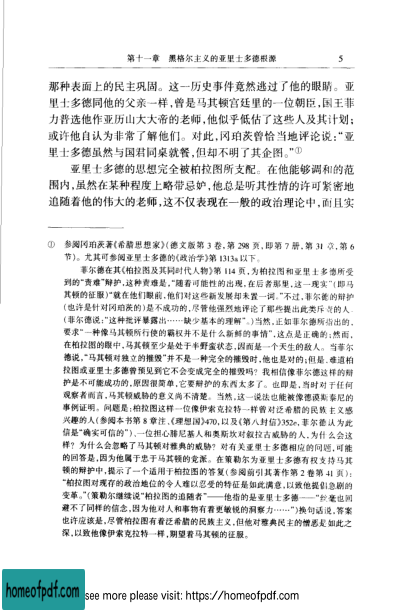 第十一章 黑格尔主义的亚里士多德根源 5
那种表面上的民主巩固。这一历史事件竟然逃过了他的眼睛。亚
里士多德同他的父亲一样,曾是马其顿宫廷里的一位朝臣,国王菲
力普选他作亚历山大大帝的老师,他似乎低估了这些人及其计划;
或许他自认为非常了解他们。对此,冈珀茨曾恰当地评论说:“亚
里士多德虽然与国君同桌就餐,但却不明了其企图。”①
亚里士多德的思想完全被柏拉图所支配。在他能够调和的范
围内,虽然在某种程度上略带忌妒,他总是听其性情的许可紧密地
追随着他的伟大的老师,这不仅表现在一般的政治理论中,而且实
① 参阅冈珀茨著《希腊思想家》(德文版第3卷,第298页,即第7册,第31章,第6
节)。尤其可参阅亚里士多德的《政治学》第1313a以下。
菲尔德在其《柏拉图及其同时代人物》第114页,为柏拉图和亚里士多德所受
到的“责难”辩护,这种责难是,“随着可能性的出现,在后者那里,这一现实”(即马
其顿的征服)“就在他们眼前,他们对这些新发展却未置一词。”不过,菲尔德的辩护
(也许是针对冈珀茨的)是不成功的,尽管他强烈地评论了那些提出此类斥责的人。
(菲尔德说:“这种批评暴露出……缺少基本的理解”。)当然,正如菲尔德所指出的,
要求“一种像马其顿所行使的霸权并不是什么新鲜的事情”,这点是正确的;然而,
在柏拉图的眼中,马其顿至少是处于半野蛮状态,因而是一个天生的敌人。当菲尔
德说,“马其顿对独立的摧毁”并不是一种完全的摧毁时,他也是对的;但是,难道柏
拉图或亚里士多德曾预见到它不会变成完全的摧毁吗? 我相信像菲尔德这样的辩
护是不可能成功的,原因很简单,它要辩护的东西太多了。也即是,当时对于任何
观察者而言,马其顿威胁的意义尚不清楚。当然,这一说法也能被像德谟斯泰尼的
事例证明。问题是:柏拉图这样一位像伊索克拉特一样曾对泛希腊的民族主义感
兴趣的人(参阅本书第8章注、《理想国》470,以及《第八封信》352e,菲尔德认为此
信是“确实可信的”)、一位担心腓尼基人和奥斯坎对叙拉古威胁的人,为什么会这
样? 为什么会忽略了马其顿对雅典的威胁? 对有关亚里士多德相应的问题,可能
的回答是,因为他属于忠于马其顿的党派。在策勒尔为亚里士多德有权支持马其
顿的辩护中,提示了一个适用于柏拉图的答复(参阅前引其著作第2卷第41页):
“柏拉图对现存的政治地位的令人难以忍受的特征是如此满意,以致他提倡急剧的
变革。”(策勒尔继续说“柏拉图的追随者”——他指的是亚里士多德——“丝毫也回
避不了同样的信念,因为他对人和事物有着更敏锐的洞察力……”)换句话说,答案
也许应该是,尽管柏拉图有着泛希腊的民族主义,但他对雅典民主的憎恶是如此之
深,以致他像伊索克拉特一样,期望着马其顿的征服。
homeofpdf.com
see more please visit: https://homeofpdf.com